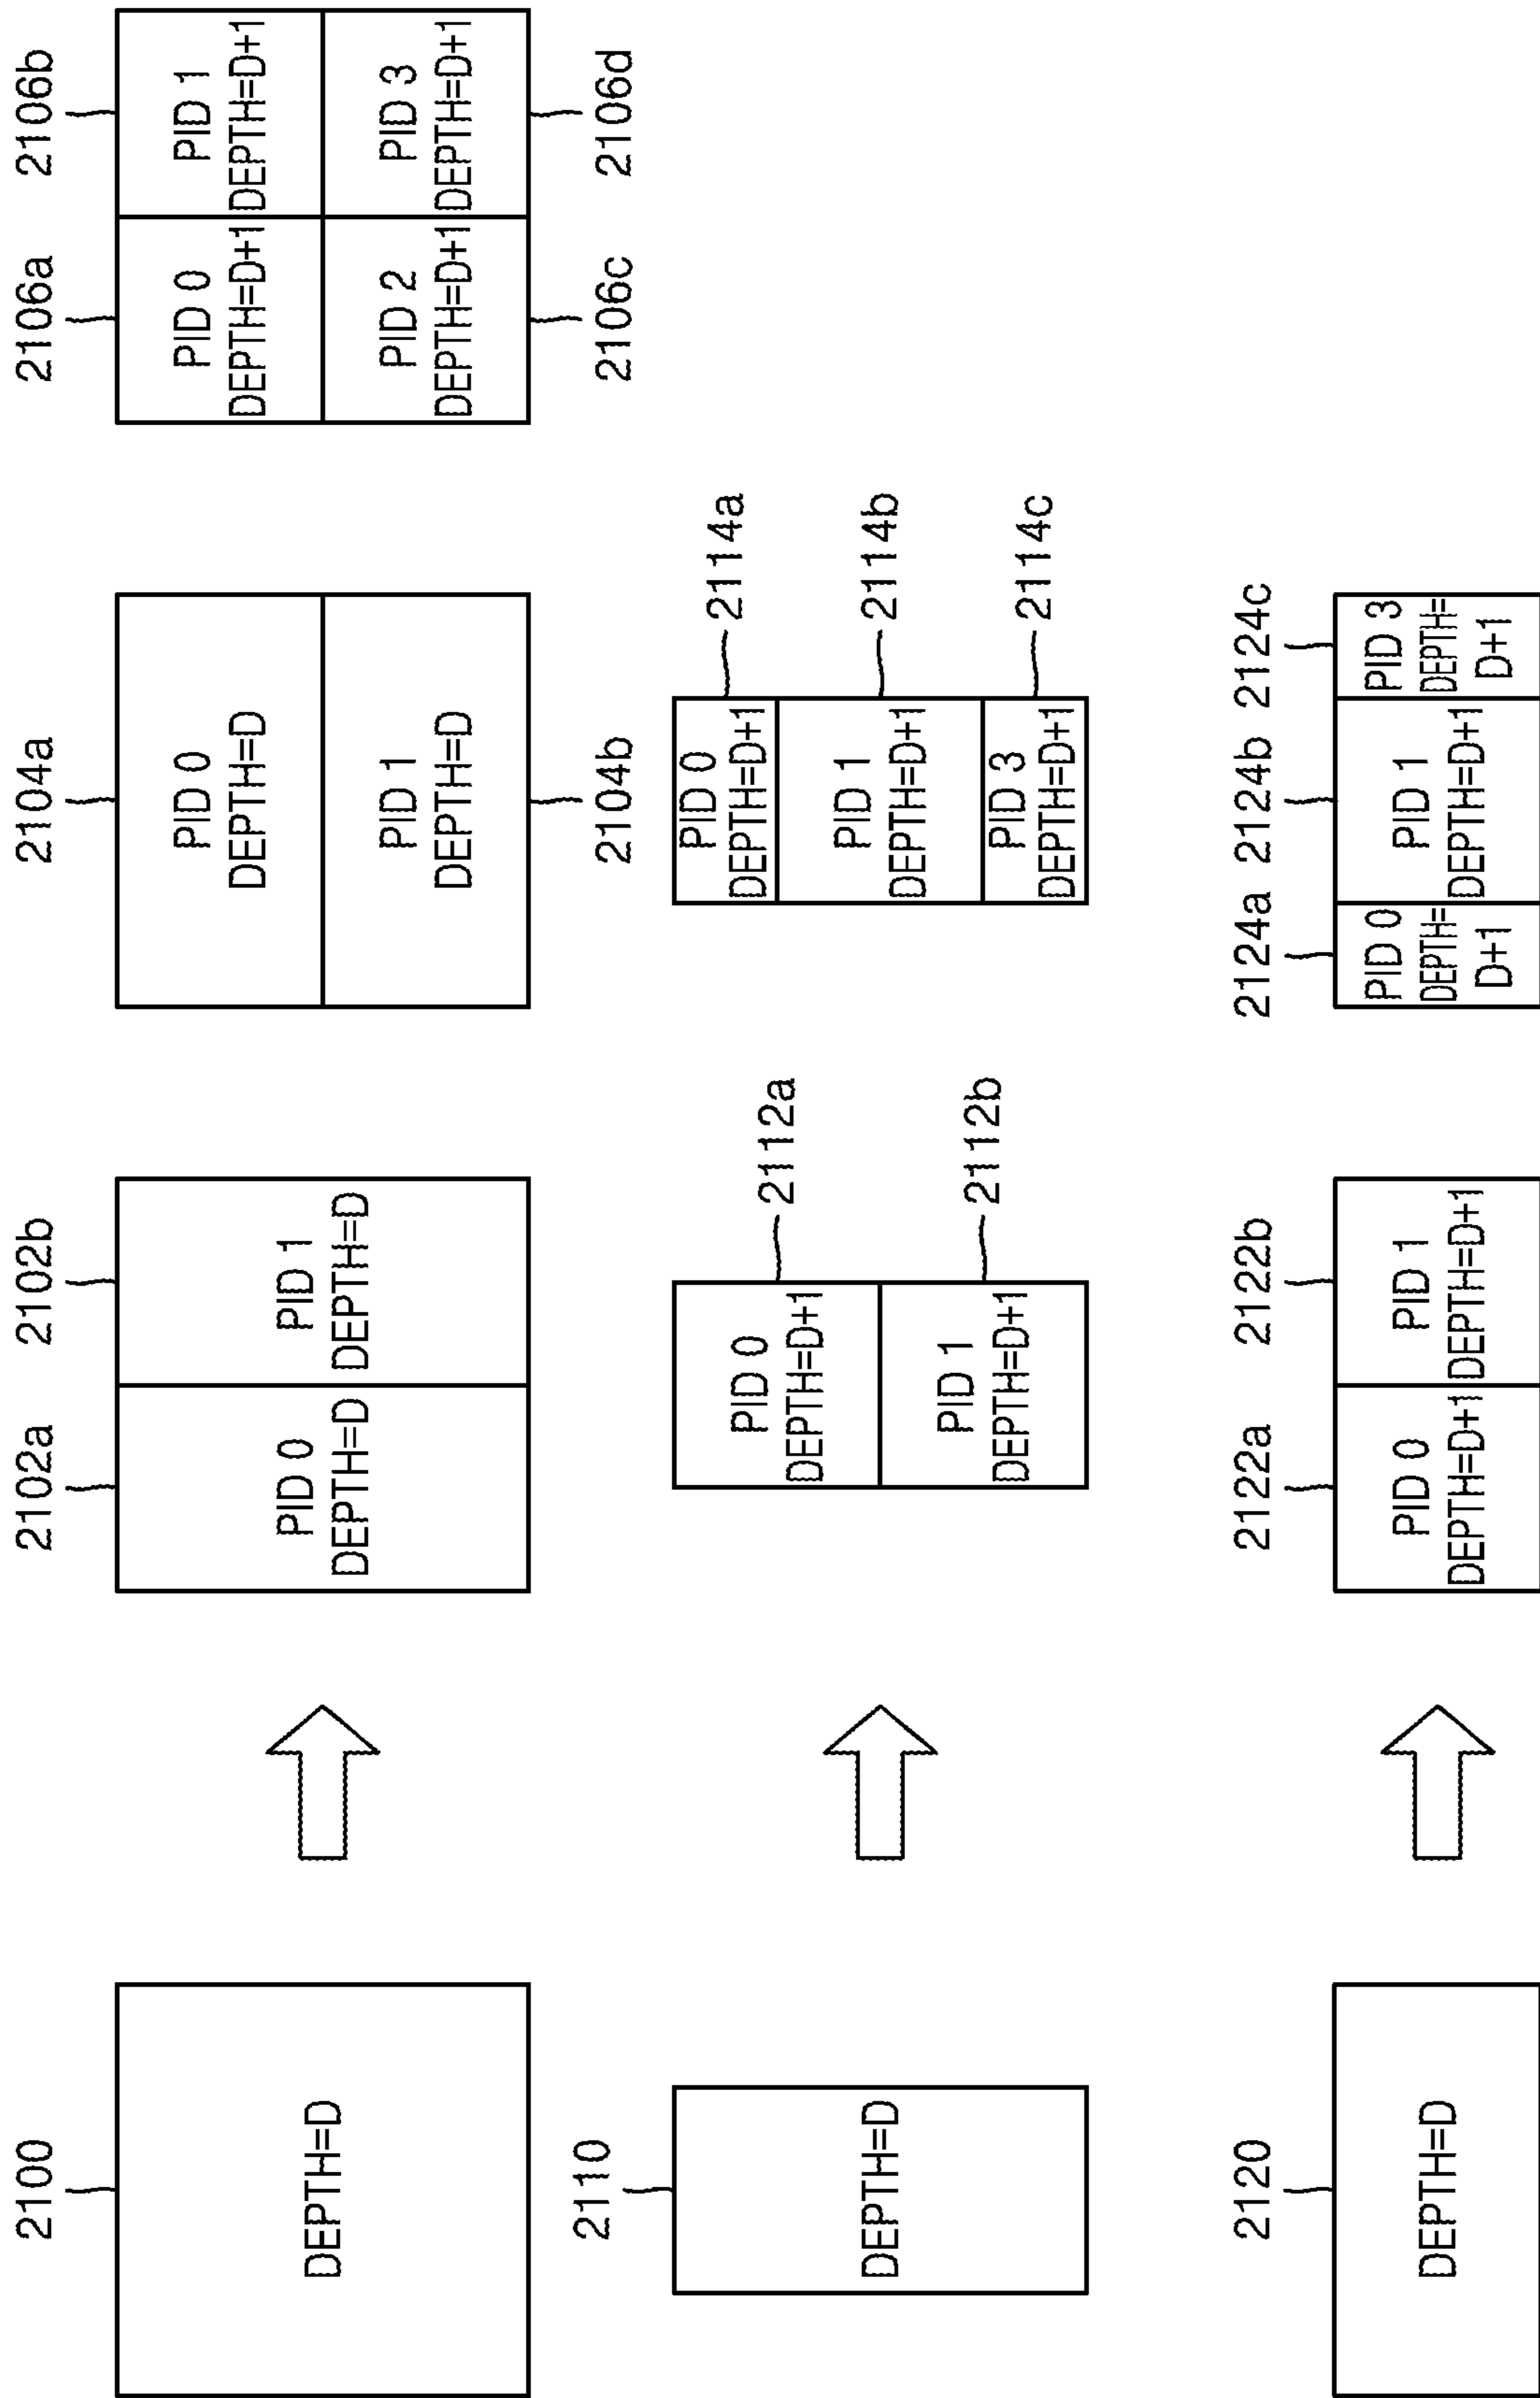 2100
DEPTH=D
2102a
2102b
PID 0
DEPTH=D
PID 1
DEPTH=D
2104a
PID 0
DEPTH=D
PID 1
DEPTH=D
2104b
2106a
2106b
PID 0
DEPTH=D+1
PID 1
DEPTH=D+1
PID 2
DEPTH=D+1
PID 3
DEPTH=D+1
2106c
2106d
2110
DEPTH=D
PID 0
DEPTH=D+1
2112a
PID 1
DEPTH=D+1
2112b
PID 0
DEPTH=D+1
2114a
PID 1
DEPTH=D+1
2114b
PID 3
DEPTH=D+1
2114c
2120
DEPTH=D
2122a
2122b
PID 0
DEPTH=D+1
PID 1
DEPTH=D+1
2124a
2124b
2124c
PID 0
DEPTH=
D+1
PID 1
DEPTH=D+1
PID 3
DEPTH=
D+1